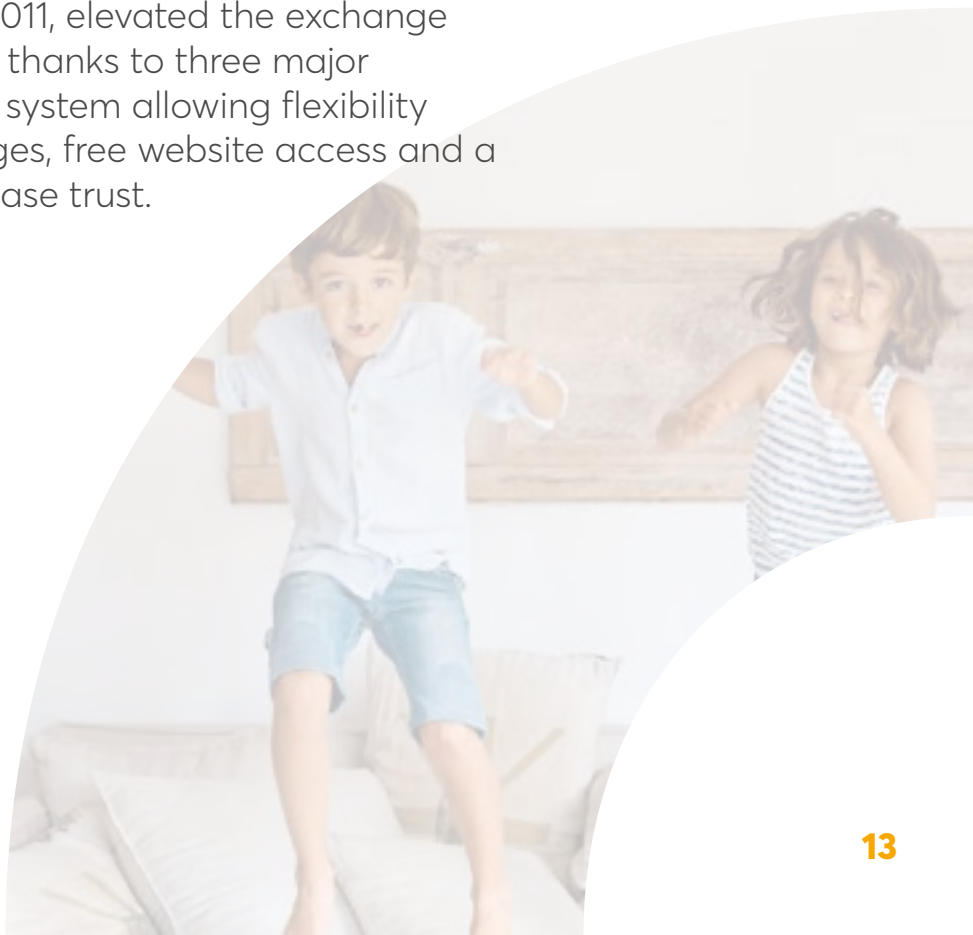 011, elevated the exchange
thanks to three major
system allowing flexibility
ges, free website access and a
ase trust.
13